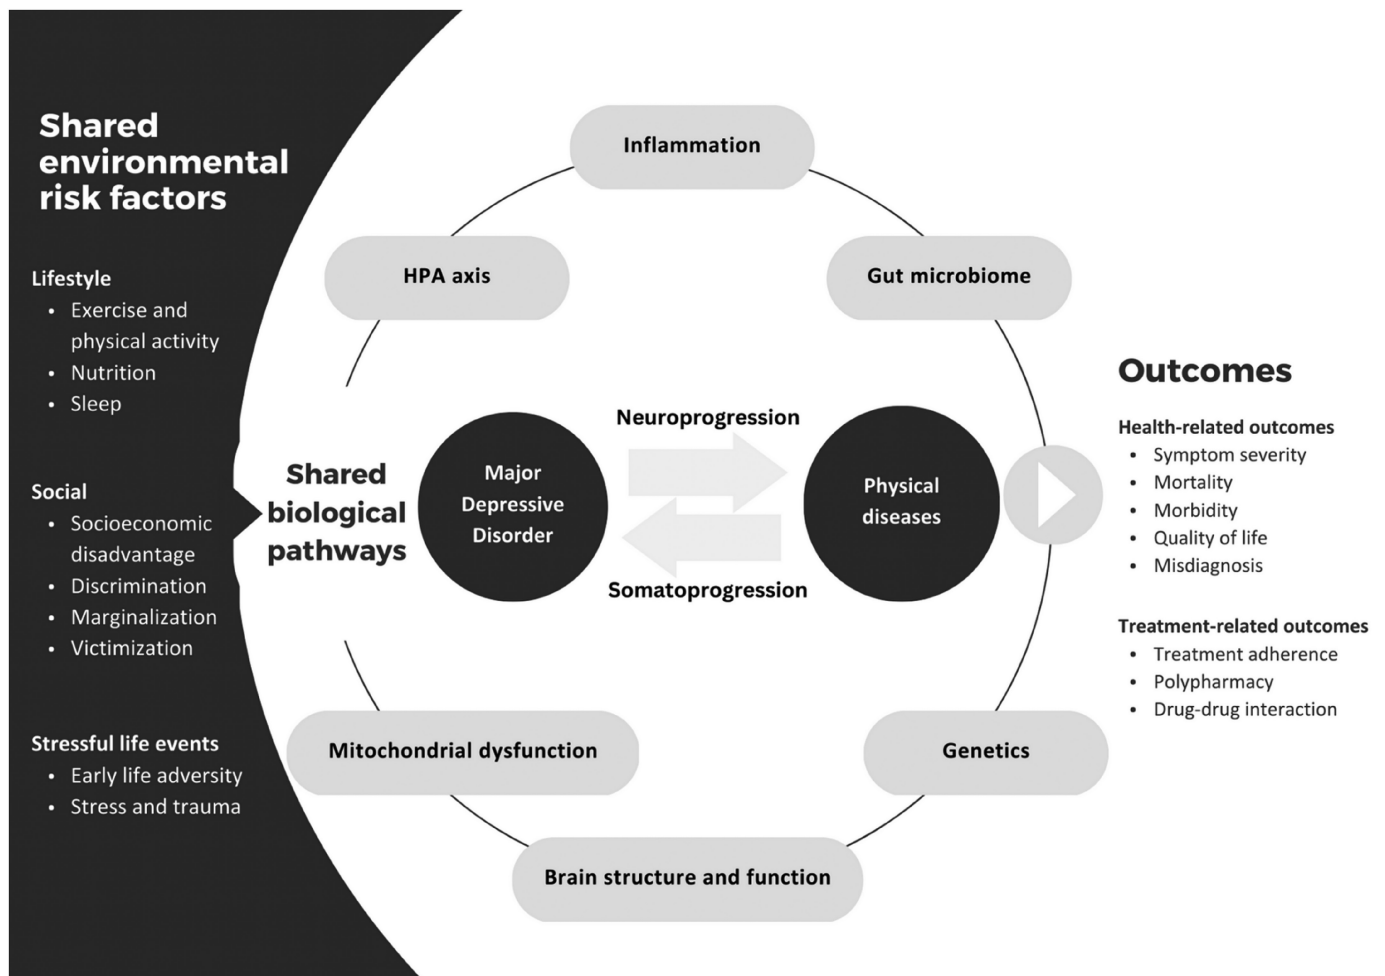 Shared
environmental
risk factors
Lifestyle
• Exercise and
physical activity
• Nutrition
• Sleep
Social
• Socioeconomic
disadvantage
• Discrimination
• Marginalization
• Victimization
Stressful life events
• Early life adversity
• Stress and trauma
Shared
biological
pathways
Inflammation
HPA axis
Gut microbiome
Major
Depressive
Disorder
Neuroprogression
Somatoprogression
Physical
diseases
Mitochondrial dysfunction
Genetics
Brain structure and function
Outcomes
Health-related outcomes
• Symptom severity
• Mortality
• Morbidity
• Quality of life
• Misdiagnosis
Treatment-related outcomes
• Treatment adherence
• Polypharmacy
• Drug-drug interaction